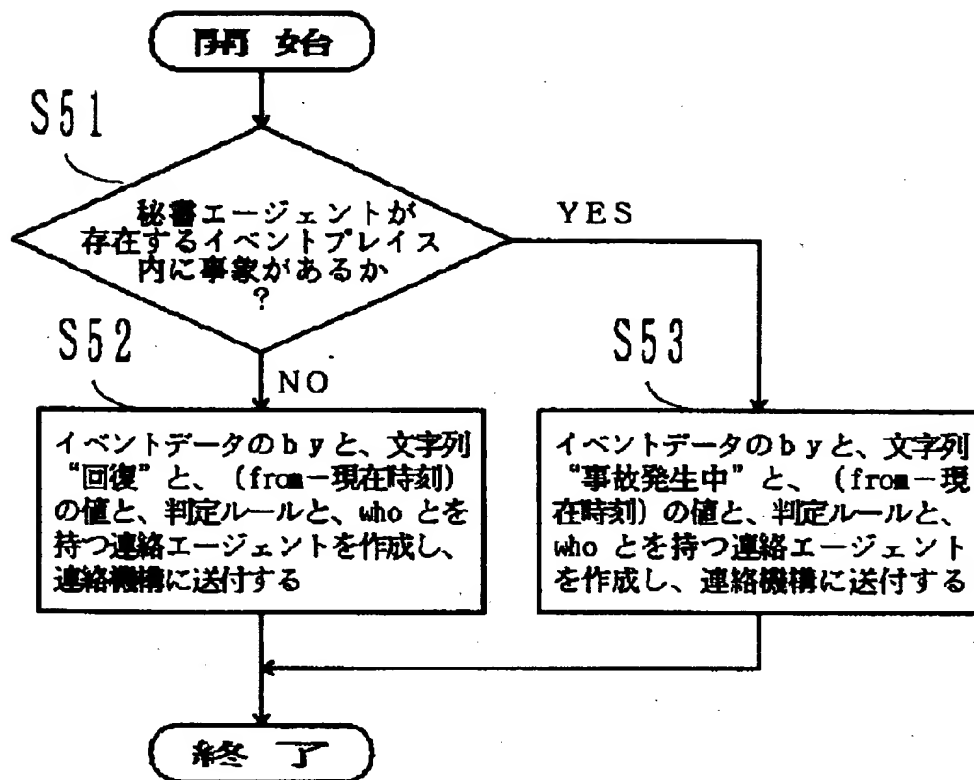 開始
S51
秘書エージェントが
存在するイベントプレイス
内に事象があるか
?
YES
S52
NO
S53
イベントデータのbyと、文字列
“回復”と、(from-現在時刻)
の値と、判定ルールと、who とを
持つ連絡エージェントを作成し、
連絡機構に送付する
イベントデータのbyと、文字列
“事故発生中”と、(from-現
在時刻)の値と、判定ルールと、
who とを持つ連絡エージェント
を作成し、連絡機構に送付する
終了